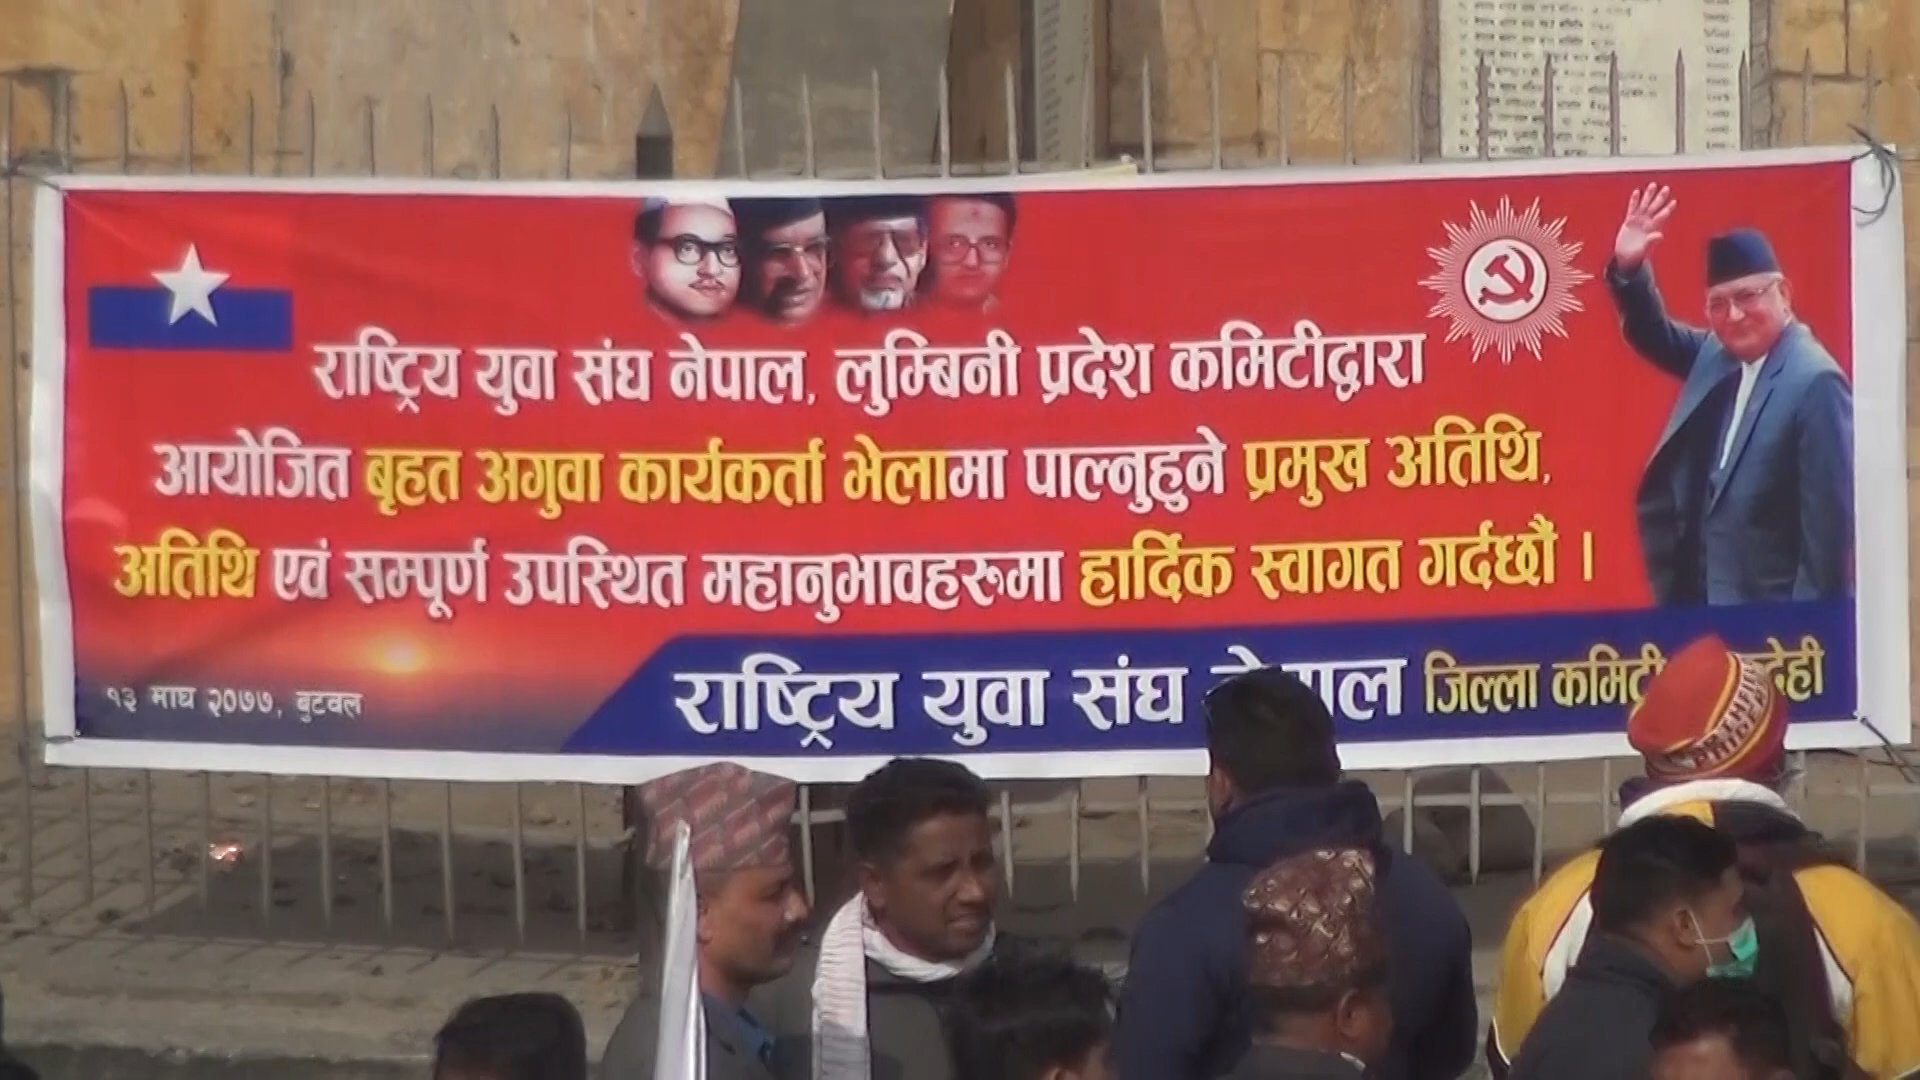 राष्ट्रिय युवा संघ नेपाल, लुम्बिनी प्रदेश कमिटीद्वारा
आयोजित बृहत अगुवा कार्यकर्ता भेलामा पाल्नुहुने प्रमुख अतिथि,
अतिथि एवं सम्पूर्ण उपस्थित महानुभावहरुमा हार्दिक स्वागत गर्दछौं ।
राष्ट्रिय युवा संघ नेपाल जिल्ला कमिटी
१३ माघ २०७७, बुटवल